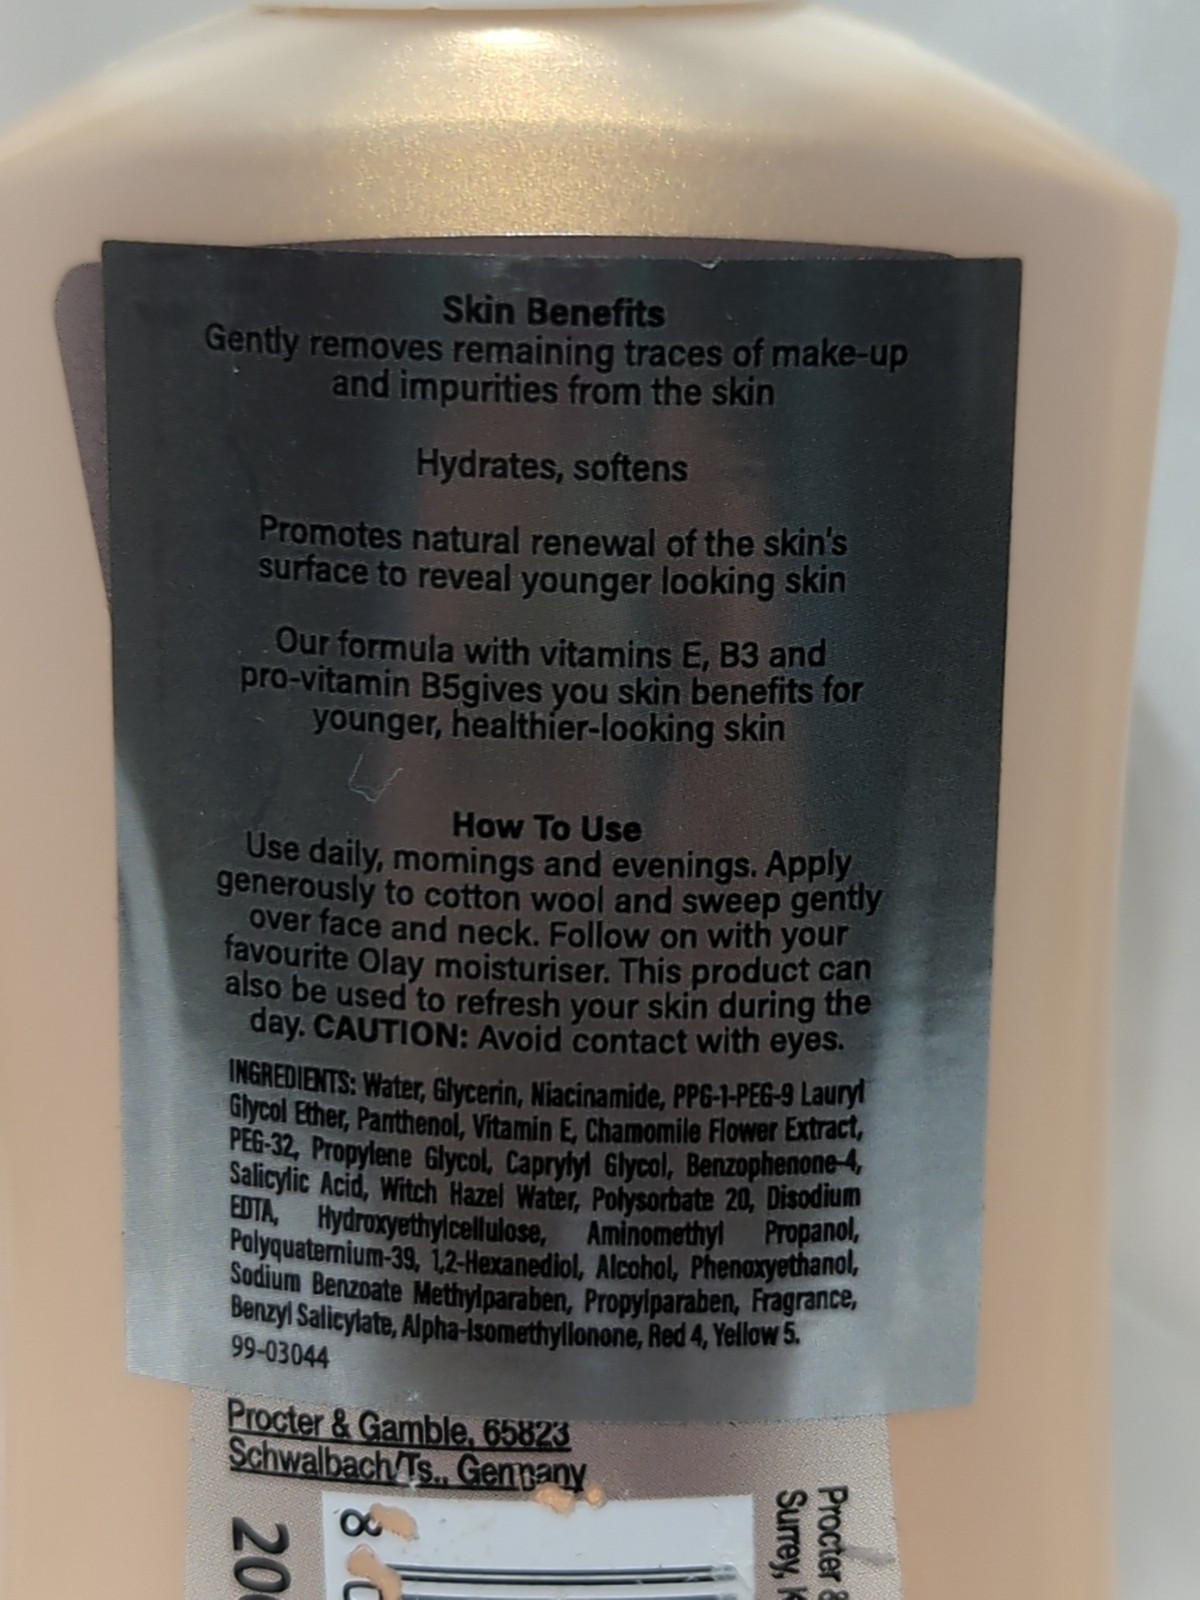 Skin Benefits
Gently removes remaining traces of make-up
and impurities from the skin
Hydrates, softens
Promotes natural renewal of the skin's
surface to reveal younger looking skin
Our formula with vitamins E, B3 and
pro-vitamin B5gives you skin benefits for
younger, healthier-looking skin
How To Use
Use daily, momings and evenings. Apply
generously to cotton wool and sweep gently
over face and neck. Follow on with your
favourite Olay moisturiser. This product can
also be used to refresh your skin during the
day. CAUTION: Avoid contact with eyes.
INGREDIENTS: Water, Glycerin, Niacinamide, PPG-1-PEG-9 Lauryl
Glycol Ether, Panthenol, Vitamin E, Chamomile Flower Extract,
PEG-32, Propylene Glycol, Caprylyl Glycol, Benzophenone-4,
Salicylic Acid, Witch Hazel Water, Polysorbate 20, Disodium
EDTA, Hydroxyethylcellulose, Aminomethyl Propanol,
Polyquaternium-39, 1,2-Hexanediol, Alcohol, Phenoxyethanol,
Sodium Benzoate Methylparaben, Propylparaben, Fragrance,
Benzyl Salicylate, Alpha-Isomethyllonone, Red 4, Yellow 5.
99-03044
Procter & Gamble, 65823
Schwalbach/Ts., Germany
Procter &
Surrey,
20
8